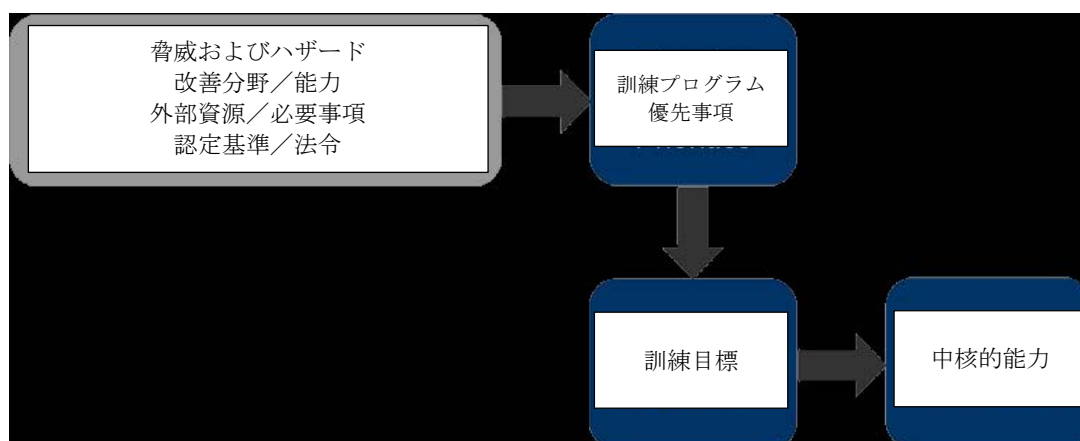 脅威およびハザード
改善分野／能力
外部資源／必要事項
認定基準／法令
訓練プログラム
優先事項
訓練目標
中核的能力